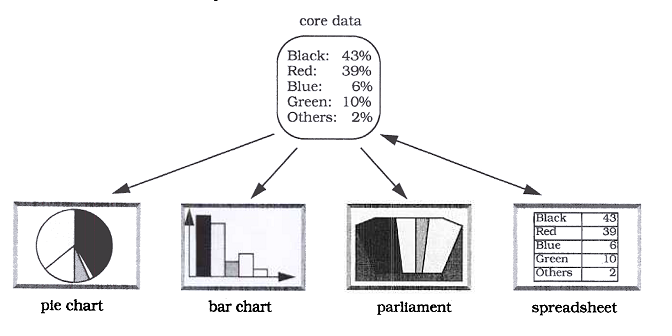 core data
Black: 43%
Red: 39%
Blue: 6%
Green: 10%
Others: 2%
Black 43
Red 39
Blue 6
Green 10
Others 2
pie chart
bar chart
parliament
spreadsheet